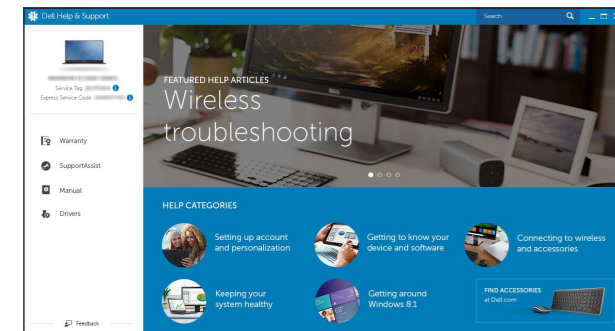 Dell Help & Support
Search
Service Tag
Express Service Code
Warranty
SupportAssist
Manual
Drivers
Feedback
FEATURED HELP ARTICLES
Wireless
troubleshooting
HELP CATEGORIES
Setting up account
and personalization
Getting to know your
device and software
Connecting to wireless
and accessories
Keeping your
system healthy
Getting around
Windows 8.1
FIND ACCESSORIES
at Dell.com